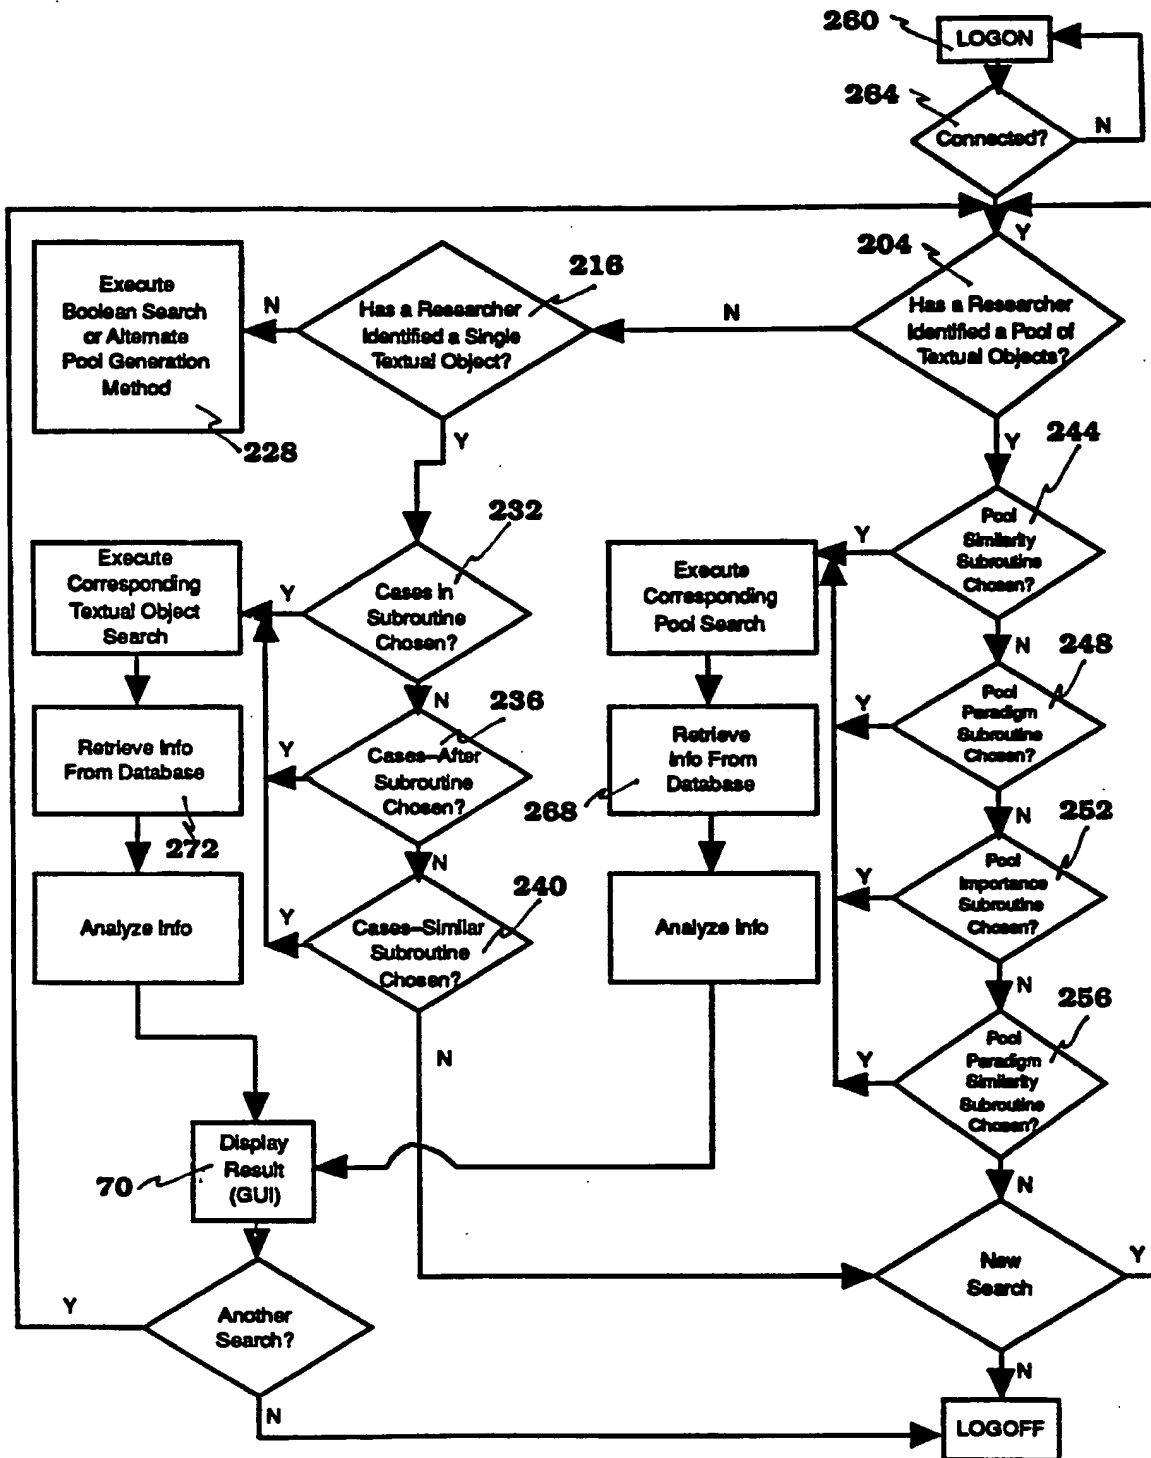 260
LOGON
264
Connected?
N
Y
204
Has a Researcher
Identified a Pool of
Textual Objects?
N
216
Has a Researcher
Identified a Single
Textual Object?
N
Execute
Boolean Search
or Alternate
Pool Generation
Method
228
Y
Y
244
Pool
Similarity
Subroutine
Chosen?
Y
N
248
Pool
Paradigm
Subroutine
Chosen?
Y
N
252
Pool
Importance
Subroutine
Chosen?
Y
N
256
Pool
Paradigm
Similarity
Subroutine
Chosen?
Y
N
232
Cases In
Subroutine
Chosen?
Y
N
236
Cases-After
Subroutine
Chosen?
Y
N
240
Cases-Similar
Subroutine
Chosen?
Y
N
Execute
Corresponding
Textual Object
Search
Retrieve Info
From Database
272
Analyze Info
Execute
Corresponding
Pool Search
Retrieve
Info From
Database
268
Analyze Info
70
Display
Result
(GUI)
Another
Search?
Y
N
New
Search
Y
N
LOGOFF